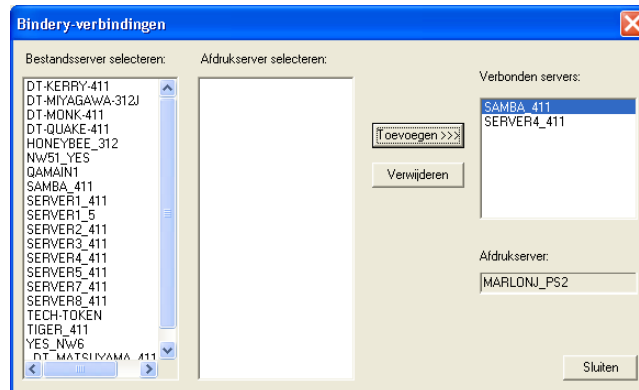 Bindery-verbindingen
Bestandsserver selecteren:
DT-KERRY-411
DT-MIYAGAWA-312J
DT-MONK-411
DT-QUAKE-411
HONEYBEE_312
NW51_YES
QAMAIN1
SAMBA_411
SERVER1_411
SERVER1_5
SERVER2_411
SERVER3_411
SERVER4_411
SERVER5_411
SERVER7_411
SERVER8_411
TECH-TOKEN
TIGER_411
YES_NW6
_DT_MATSUYAMA_411
Afdrukserver selecteren:
Toevoegen >>>
Verwijderen
Verbonden servers:
SAMBA_411
SERVER4_411
Afdrukserver:
MARLONJ_PS2
Sluiten